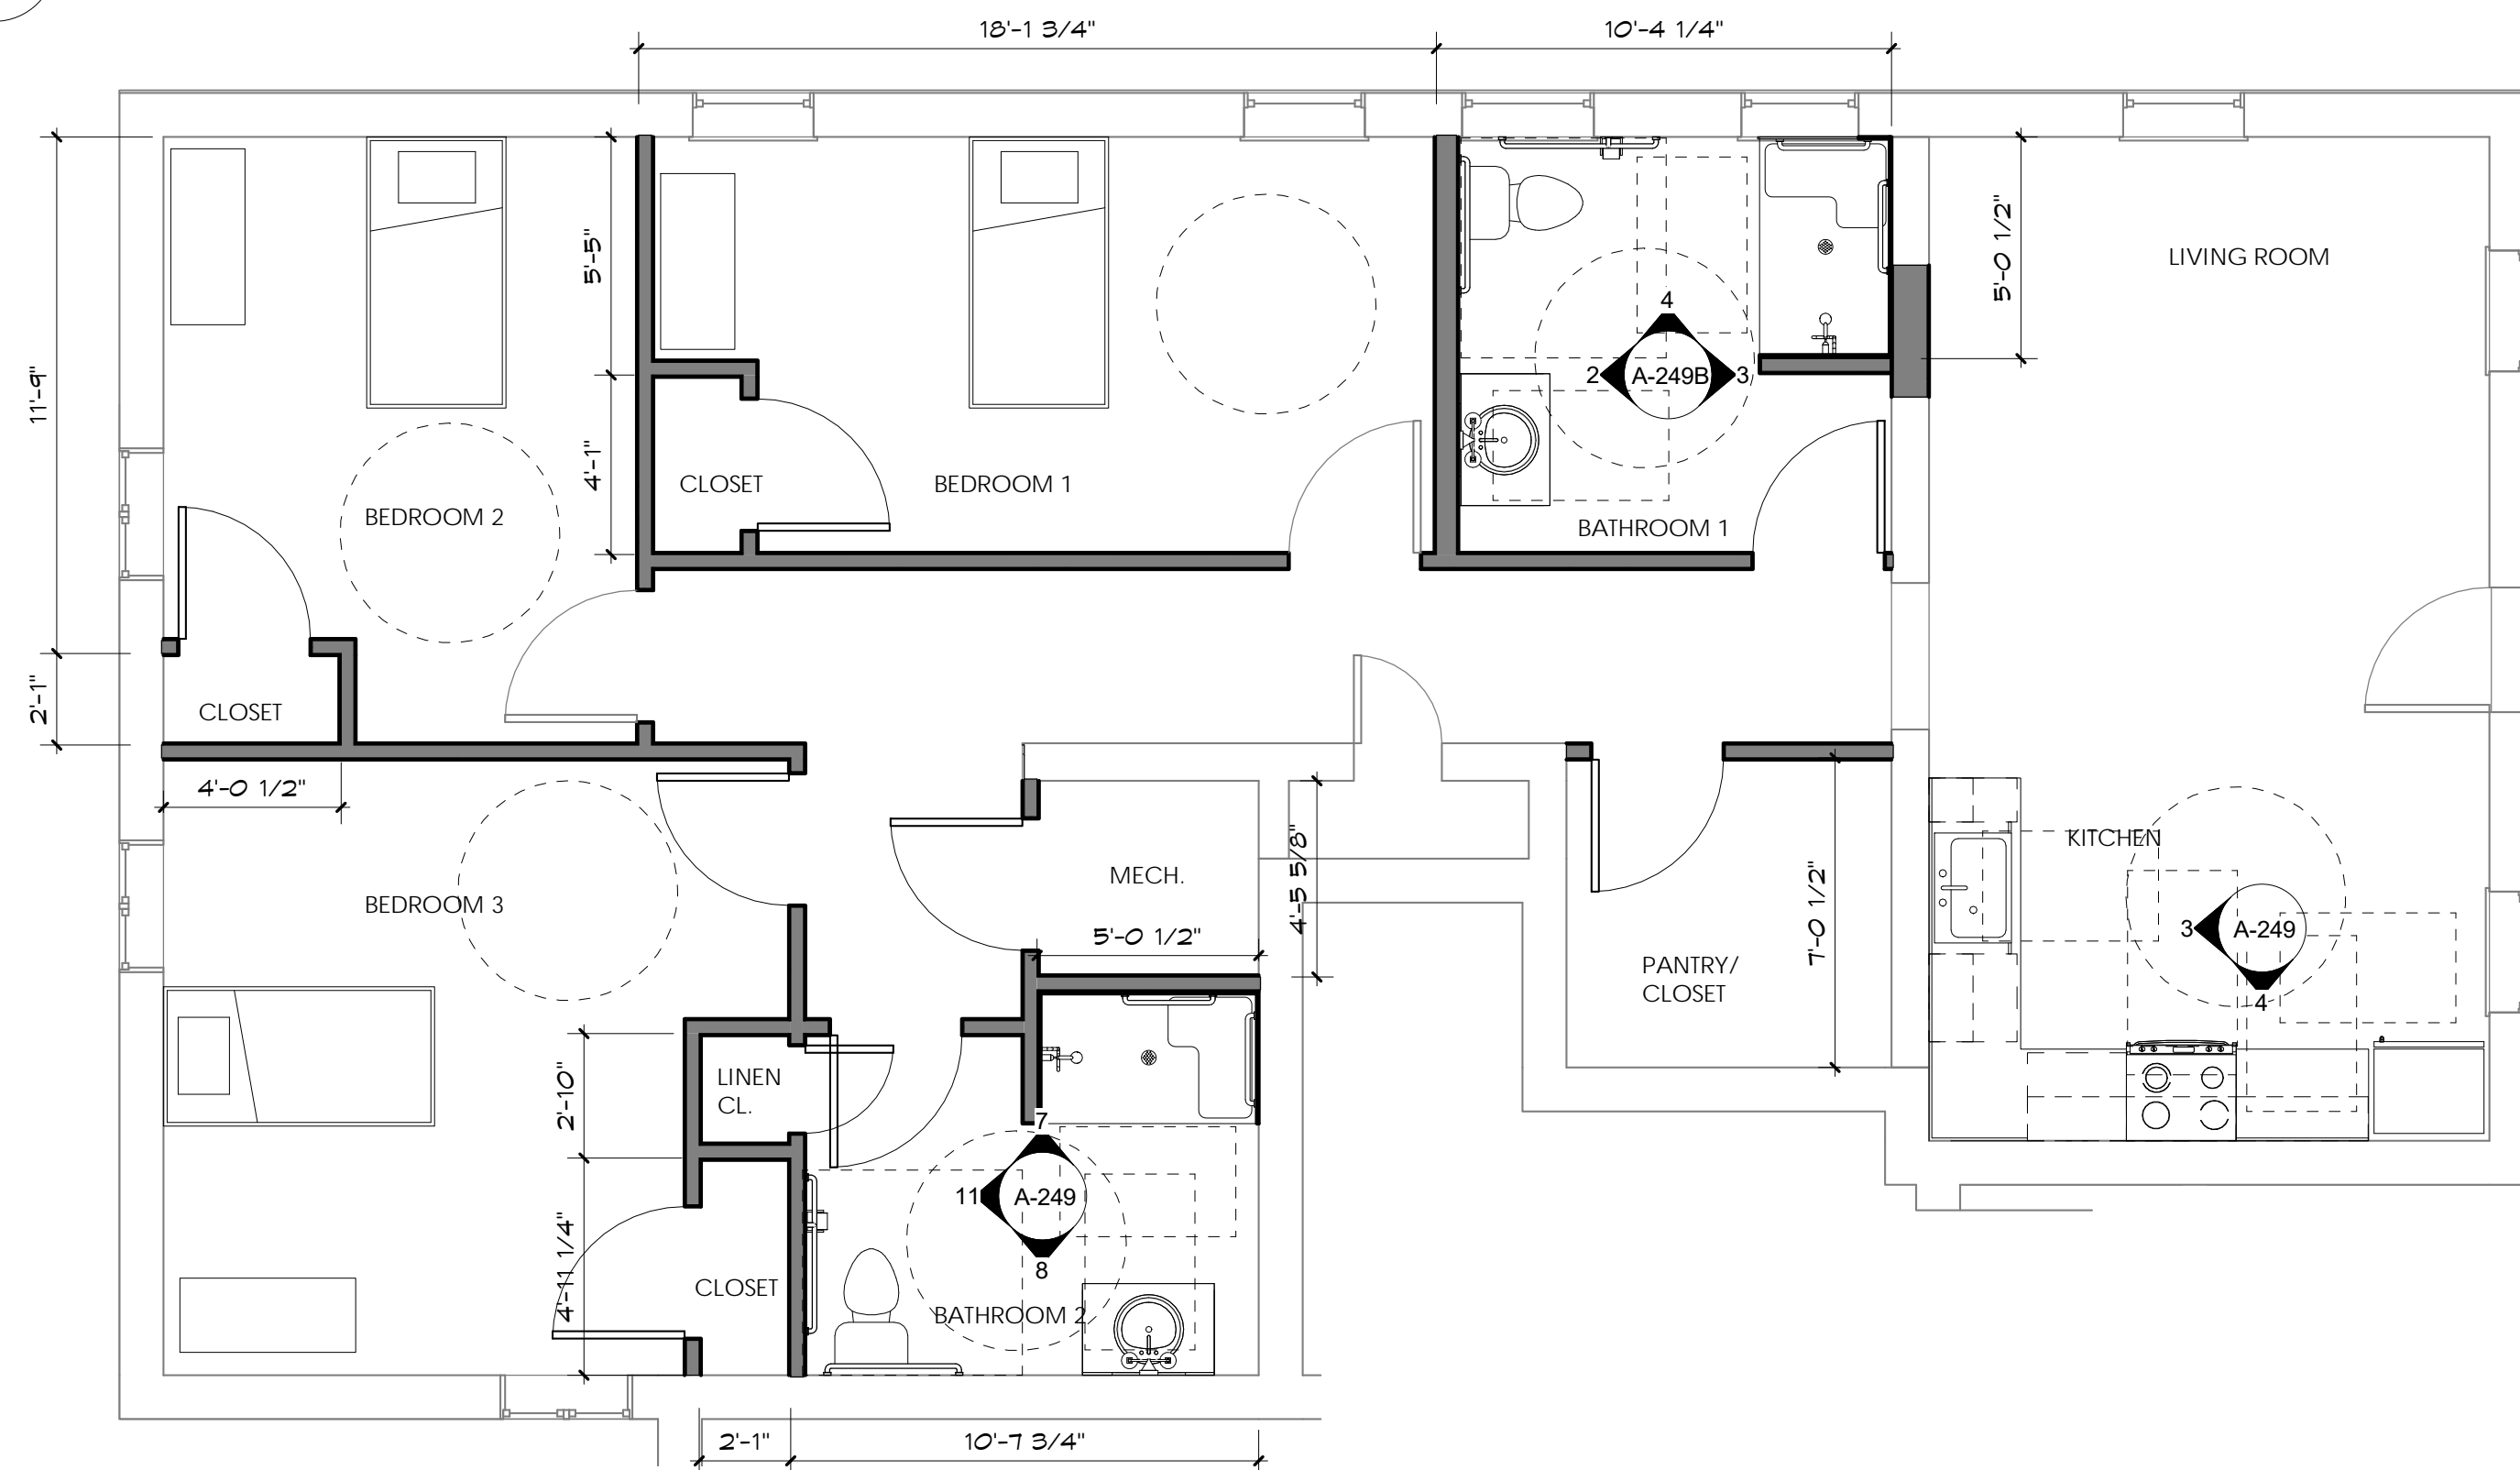 18'-1 3/4"
10'-4 1/4"
5'-5"
5'-0 1/2"
LIVING ROOM
4
2
A-249B
3
11'-9"
4'-1"
CLOSET
BEDROOM 1
BEDROOM 2
BATHROOM 1
2'-1"
CLOSET
4'-0 1/2"
KITCHEN
MECH.
4'-5 5/8"
BEDROOM 3
7'-0 1/2"
3
A-249
4
5'-0 1/2"
PANTRY/
CLOSET
LINEN
CL.
2'-10"
7
11
A-249
8
4'-11 1/4"
CLOSET
BATHROOM 2
2'-1"
10'-7 3/4"